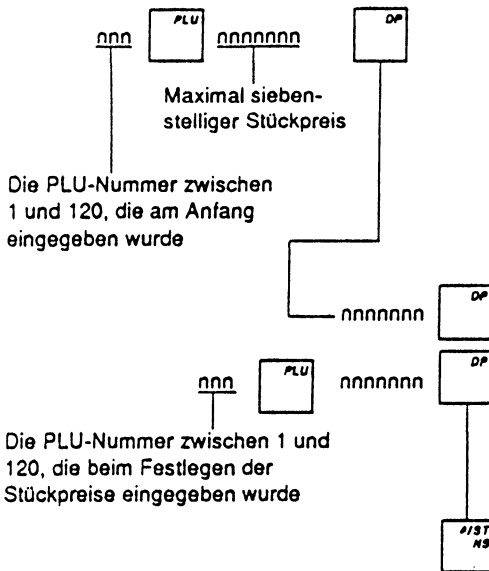 nnn PLU nnnnnnn DP
Maximal sieben-
stelliger Stückpreis
Die PLU-Nummer zwischen
1 und 120, die am Anfang
eingegeben wurde
nnnnnnn DP
nnn PLU nnnnnnn DP
Die PLU-Nummer zwischen 1 und
120, die beim Festlegen der
Stückpreise eingegeben wurde